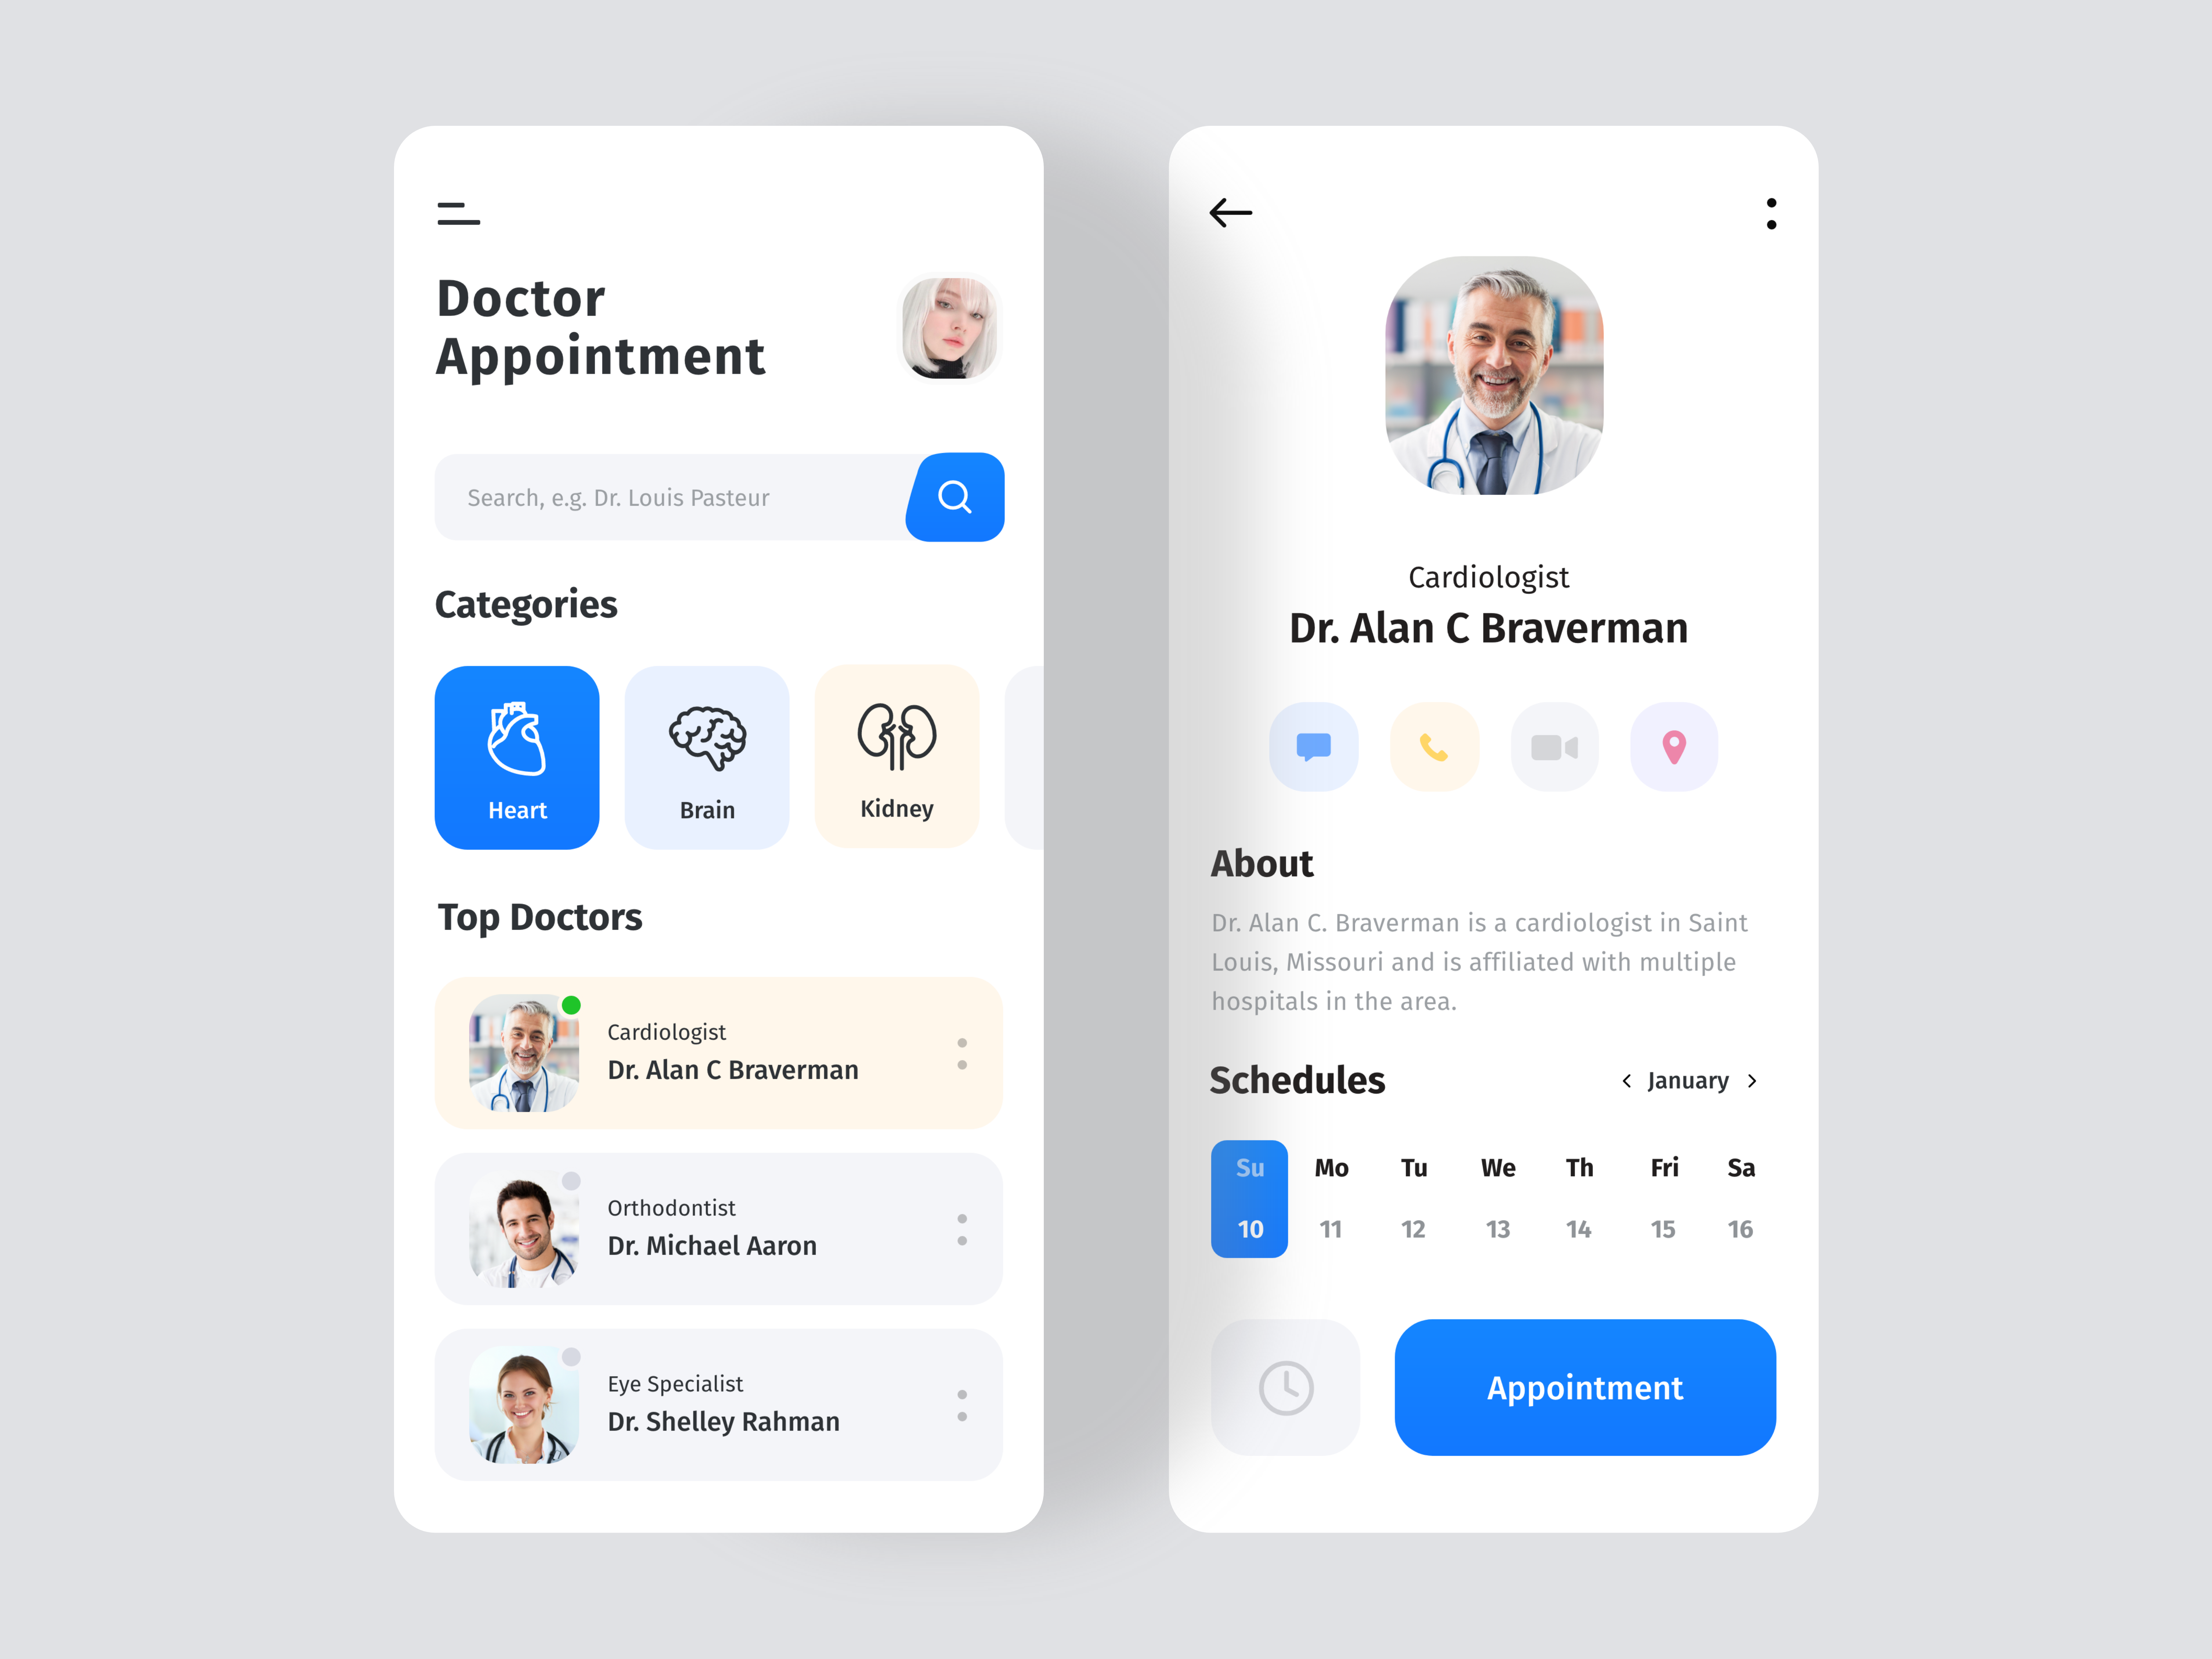 Doctor
Appointment
Search, e.g. Dr. Louis Pasteur
Categories
Heart
Brain
Kidney
Top Doctors
Cardiologist
Dr. Alan C Braverman
Orthodontist
Dr. Michael Aaron
Eye Specialist
Dr. Shelley Rahman
Cardiologist
Dr. Alan C Braverman
About
Dr. Alan C. Braverman is a cardiologist in Saint
Louis, Missouri and is affiliated with multiple
hospitals in the area.
Schedules
January
Su Mo Tu We Th Fri Sa
10 11 12 13 14 15 16
Appointment